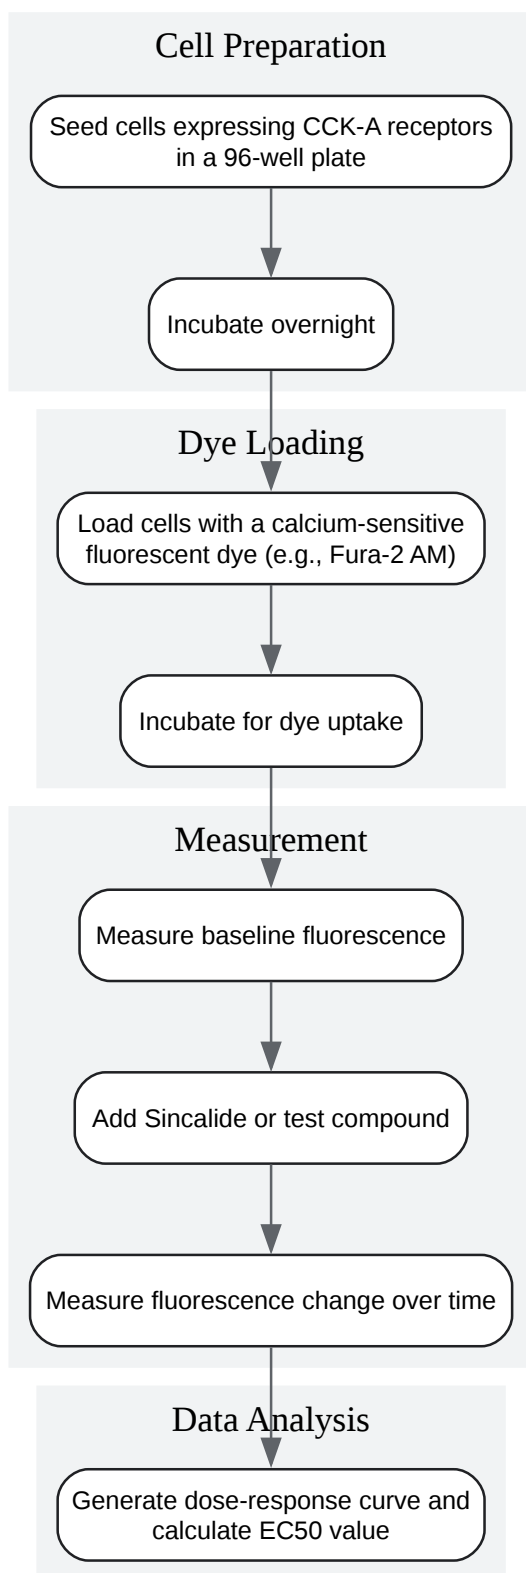 Cell Preparation
Seed cells expressing CCK-A receptors
in a 96-well plate
Incubate overnight
Dye Loading
Load cells with a calcium-sensitive
fluorescent dye (e.g., Fura-2 AM)
Incubate for dye uptake
Measurement
Measure baseline fluorescence
Add Sincalide or test compound
Measure fluorescence change over time
Data Analysis
Generate dose-response curve and
calculate EC50 value